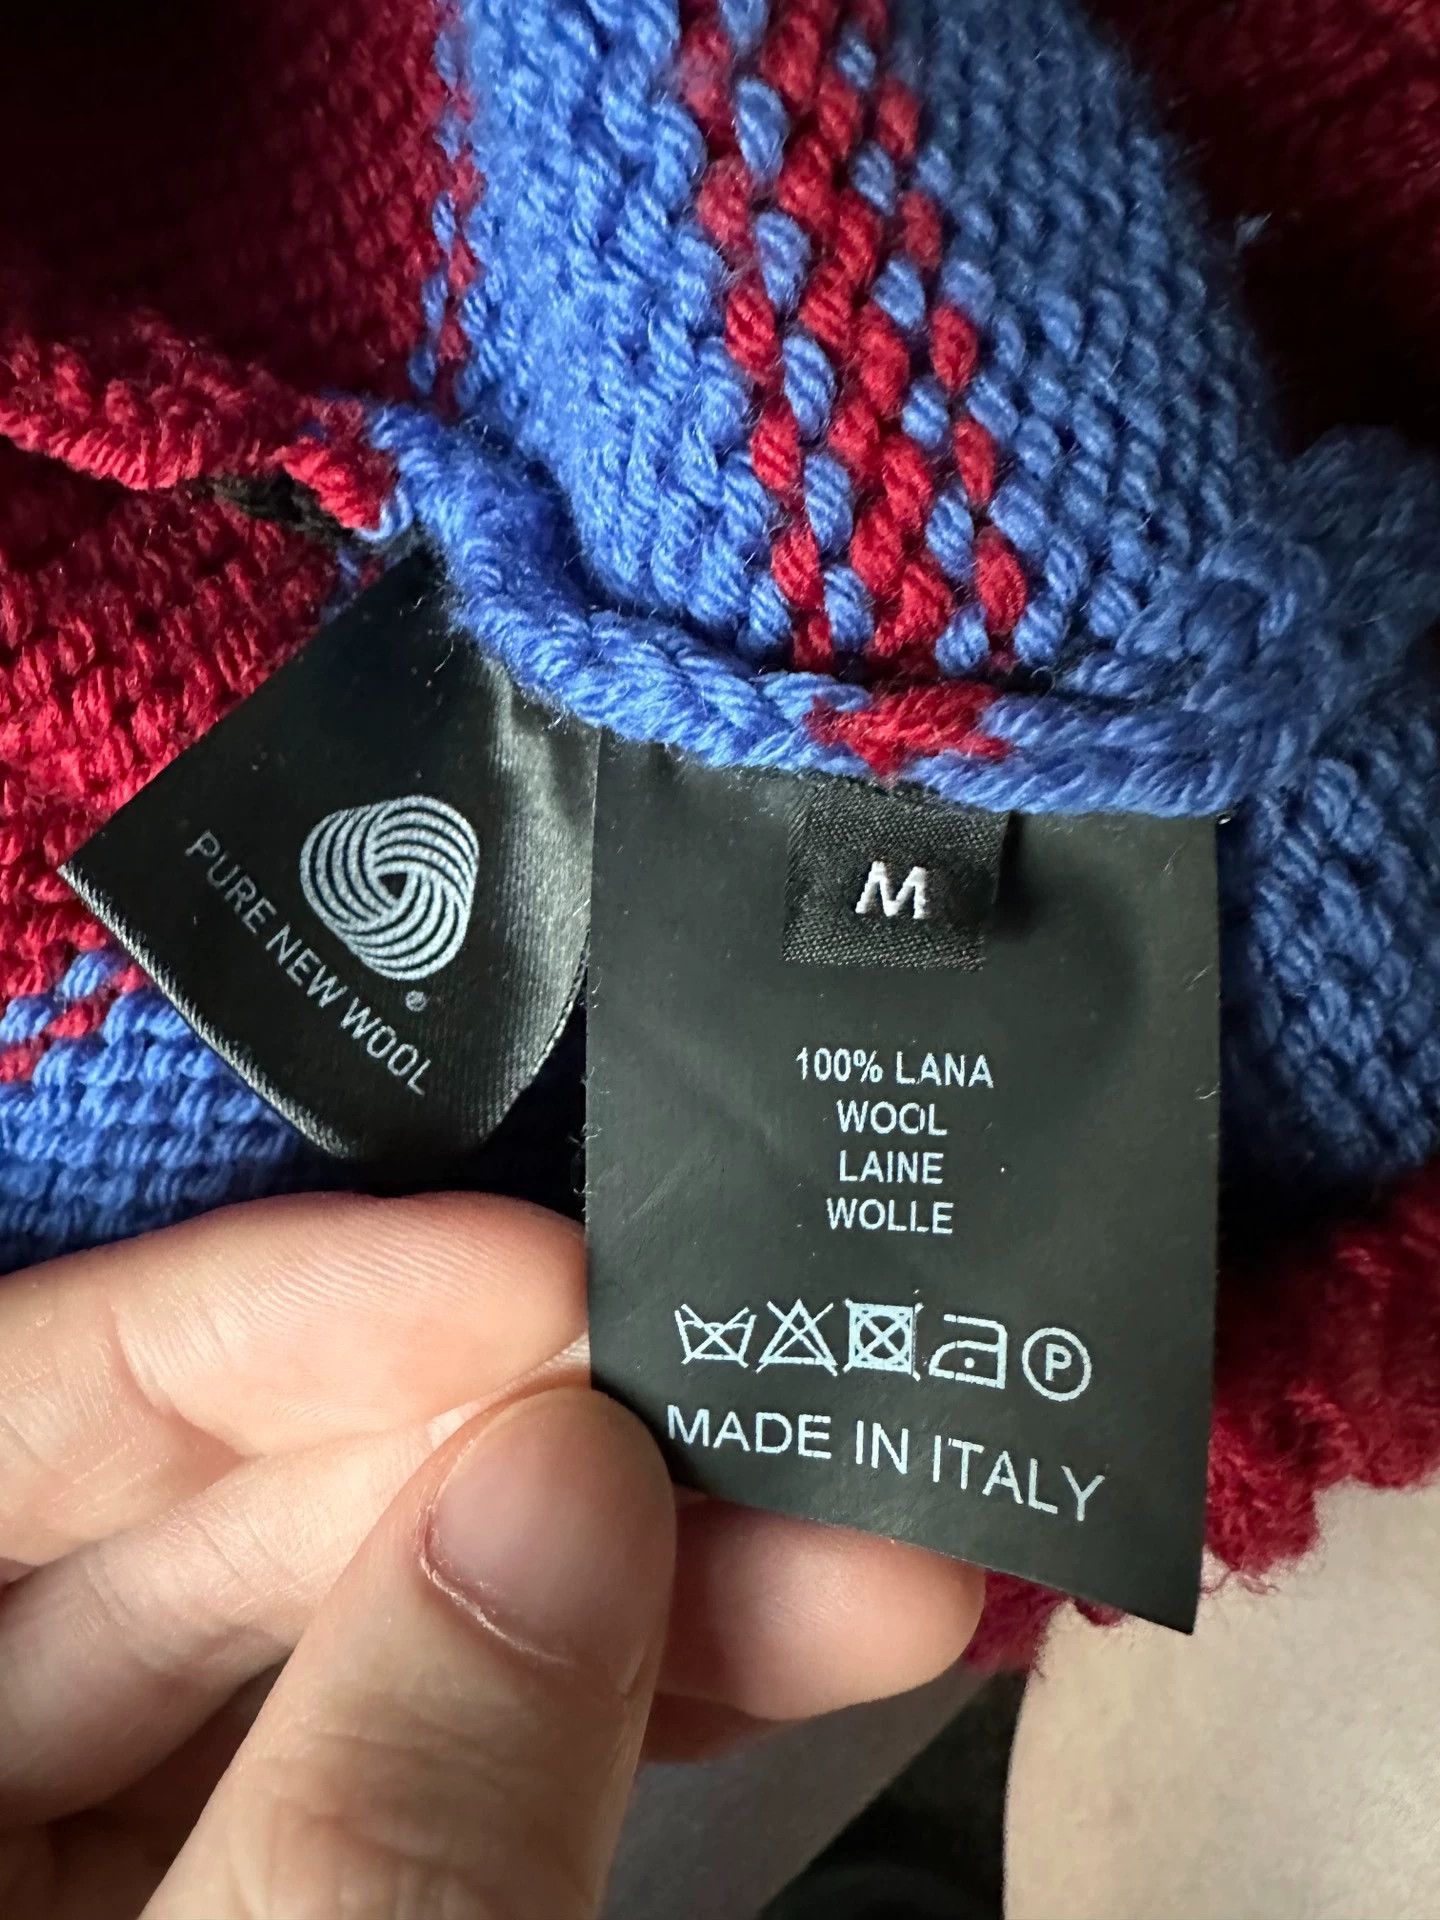 PURE NEW WOOL
®
M
100% LANA
WOOL
LAINE
WOLLE
P
MADE IN ITALY